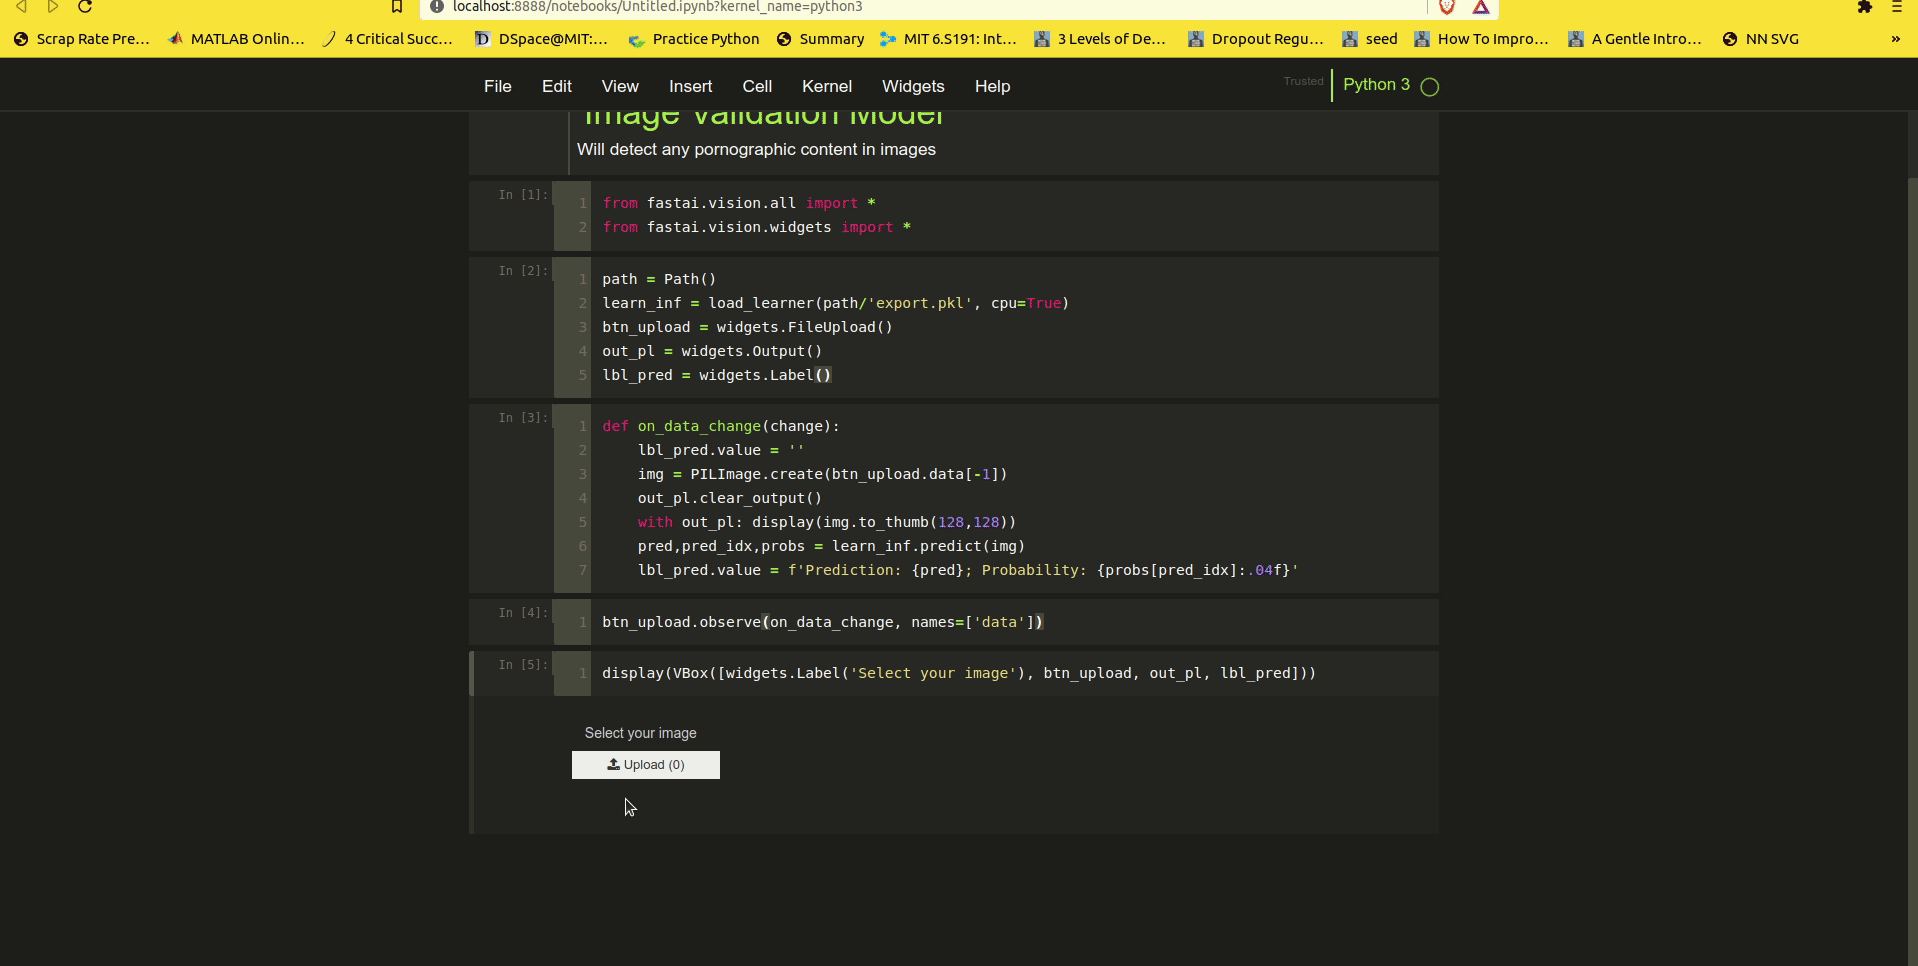 localhost:8888/notebooks/Untitled.ipynb?kernel_name=python3
Scrap Rate Pre... MATLAB Onlin... 4 Critical Succ... DSpace@MIT:... Practice Python Summary MIT 6.S191: Int... 3 Levels of De... Dropout Regu... seed How To Impro... A Gentle Intro... NN SVG »
File Edit View Insert Cell Kernel Widgets Help Trusted Python 3
Image Validation Model
Will detect any pornographic content in images
In [1]:
1 from fastai.vision.all import *
2 from fastai.vision.widgets import *
In [2]:
1 path = Path()
2 learn_inf = load_learner(path/'export.pkl', cpu=True)
3 btn_upload = widgets.FileUpload()
4 out_pl = widgets.Output()
5 lbl_pred = widgets.Label()
In [3]:
1 def on_data_change(change):
2     lbl_pred.value = ''
3     img = PILImage.create(btn_upload.data[-1])
4     out_pl.clear_output()
5     with out_pl: display(img.to_thumb(128,128))
6     pred,pred_idx,probs = learn_inf.predict(img)
7     lbl_pred.value = f'Prediction: {pred}; Probability: {probs[pred_idx]:.04f}'
In [4]:
1 btn_upload.observe(on_data_change, names=['data'])
In [5]:
1 display(VBox([widgets.Label('Select your image'), btn_upload, out_pl, lbl_pred]))
Select your image
Upload (0)